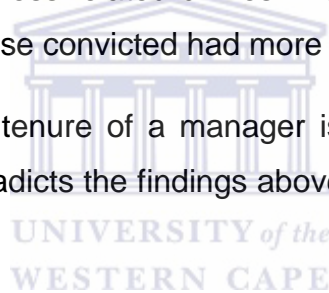 se convicted had more
tenure of a manager is
adicts the findings above
UNIVERSITY of the
WESTERN CAPE